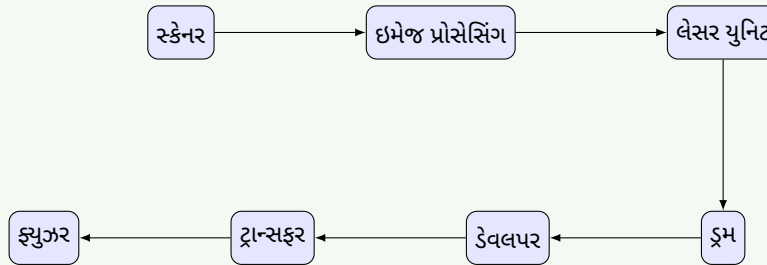 સ્કેનર
ઇમેજ પ્રોસેસિંગ
લેસર યુનિટ
ડ્રમ
ડેવલપર
ટ્રાન્સફર
ફ્યુઝર